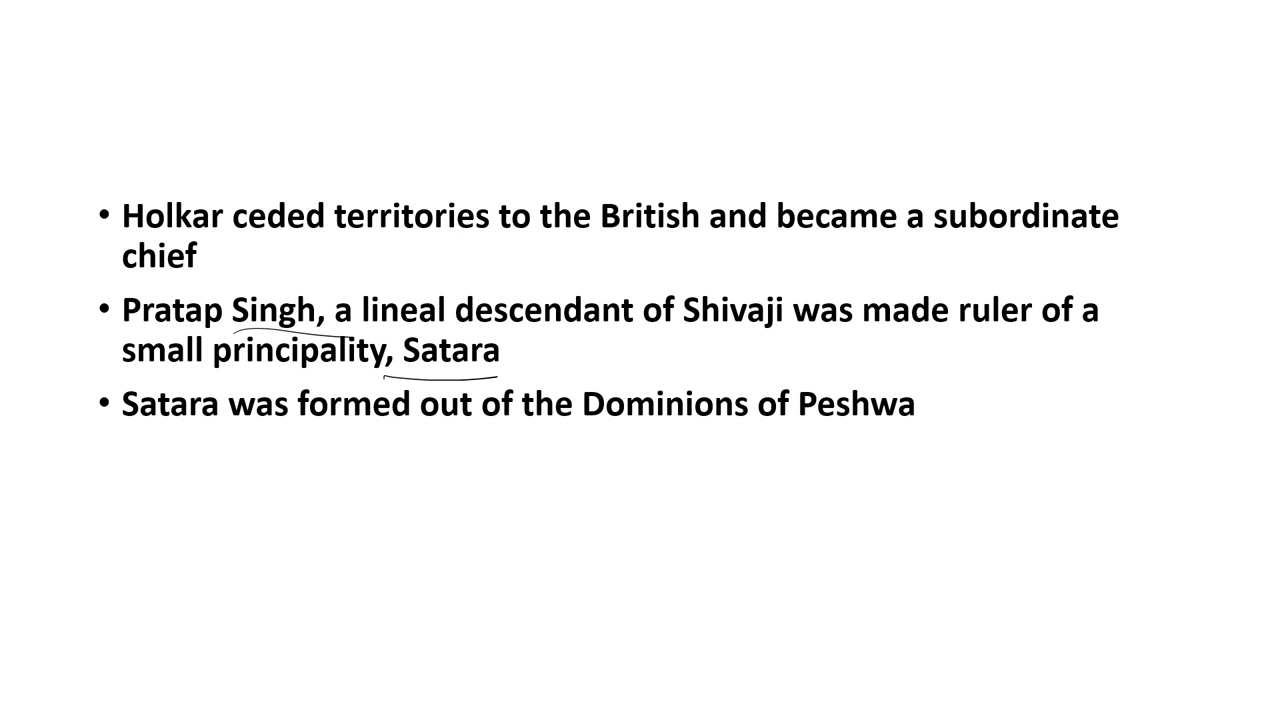 • Holkar ceded territories to the British and became a subordinate
chief
• Pratap Singh, a lineal descendant of Shivaji was made ruler of a
small principality, Satara
• Satara was formed out of the Dominions of Peshwa